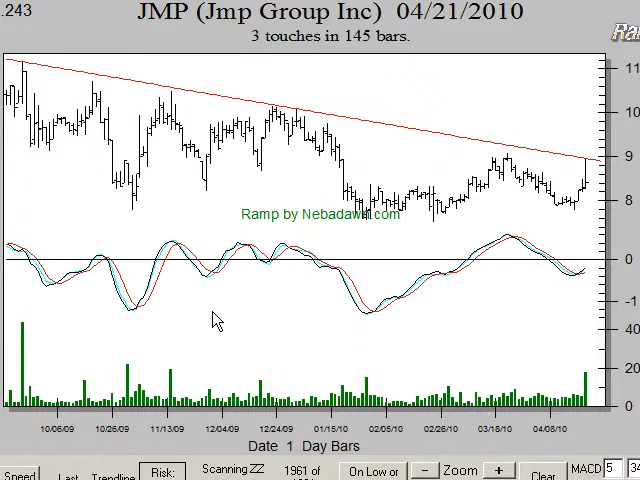 .243
JMP (Jmp Group Inc) 04/21/2010
3 touches in 145 bars.
11
10
9
8
Ramp by Nebadawn.com
0
-1
40
20
0
10/06/09 10/26/09 11/13/09 12/04/09 12/24/09 01/15/10 02/05/10 02/26/10 03/18/10 04/08/10
Date 1 Day Bars
Speed Last Trendline Risk: Scanning ZZ 1961 of On Low or - Zoom + Clear MACD 5 34